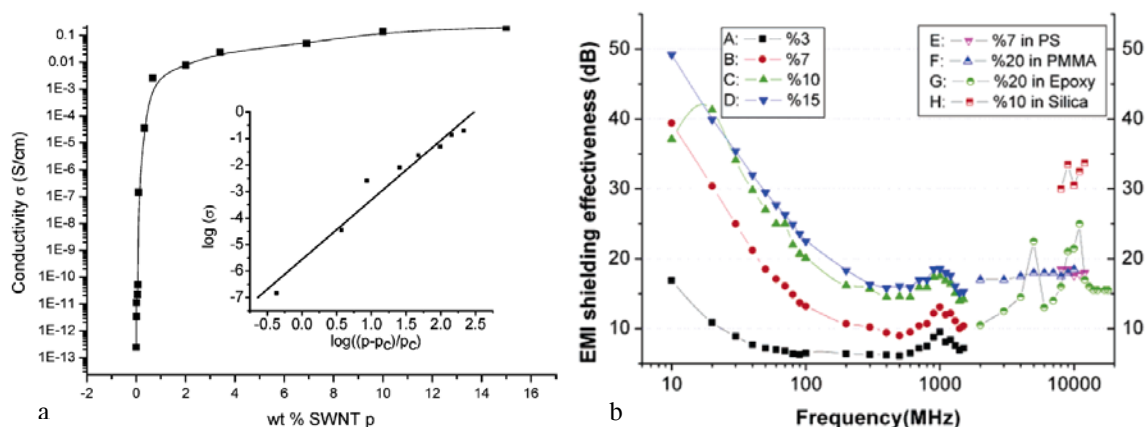 Conductivity σ (S/cm)
0.1
0.01
1E-3
1E-4
1E-5
1E-6
1E-7
1E-8
1E-9
1E-10
1E-11
1E-12
1E-13
-2 0 2 4 6 8 10 12 14 16
wt % SWNT p
a
log (σ)
0
-1
-2
-3
-4
-5
-6
-7
-0.5 0.0 0.5 1.0 1.5 2.0 2.5
log((p-pC)/pC)
EMI shielding effectiveness (dB)
50
40
30
20
10
A: %3
B: %7
C: %10
D: %15
E: %7 in PS
F: %20 in PMMA
G: %20 in Epoxy
H: %10 in Silica
50
40
30
20
10
10 100 1000 10000
Frequency(MHz)
b